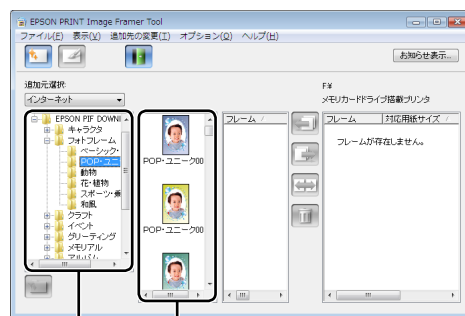 EPSON PRINT Image Framer Tool
ファイル(F) 表示(V) 追加先の変更(T) オプション(O) ヘルプ(H)
お知らせ表示...
追加元選択:
インターネット
F:¥
メモリカードドライブ搭載プリンタ
EPSON PIF DOWN
キャラクタ
フォトフレーム
ベーシック・
POP・ユニ
動物
花・植物
スポーツ・乗
和風
クラフト
イベント
グリーティング
メモリアル
アルバム
POP・ユニーク00
POP・ユニーク00
フレーム
フレーム 対応用紙サイズ
フレームが存在しません。